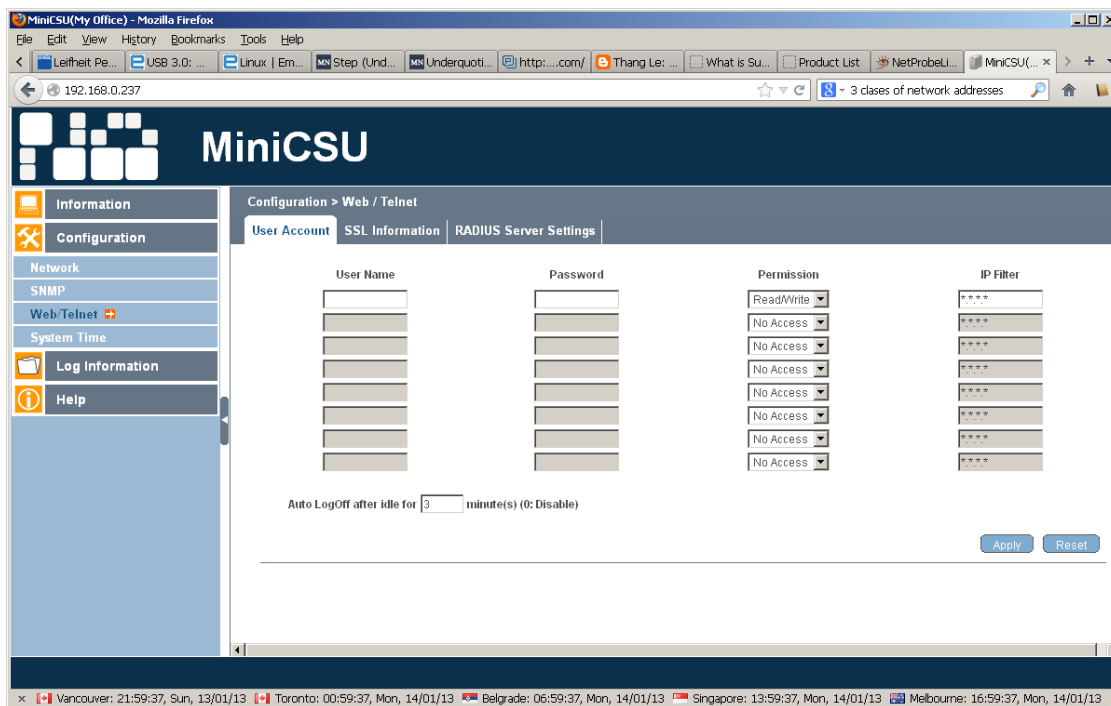 MiniCSU(My Office) - Mozilla Firefox
File Edit View History Bookmarks Tools Help
Leifheit Pe... USB 3.0: ... Linux | Em... MN Step (Und... MN Underquoti... http:....com/ Thang Le: ... What is Su... Product List NetProbeLi... MiniCSU(... ×
192.168.0.237 8 3 clases of network addresses
MiniCSU
Information
Configuration
Network
SNMP
Web/Telnet
System Time
Log Information
Help
Configuration > Web / Telnet
User Account SSL Information RADIUS Server Settings
User Name Password Permission IP Filter
Read/Write *.*.*.*
No Access *.*.*.*
No Access *.*.*.*
No Access *.*.*.*
No Access *.*.*.*
No Access *.*.*.*
No Access *.*.*.*
No Access *.*.*.*
Auto LogOff after idle for 3 minute(s) (0: Disable)
Apply Reset
× Vancouver: 21:59:37, Sun, 13/01/13 Toronto: 00:59:37, Mon, 14/01/13 Belgrade: 06:59:37, Mon, 14/01/13 Singapore: 13:59:37, Mon, 14/01/13 Melbourne: 16:59:37, Mon, 14/01/13